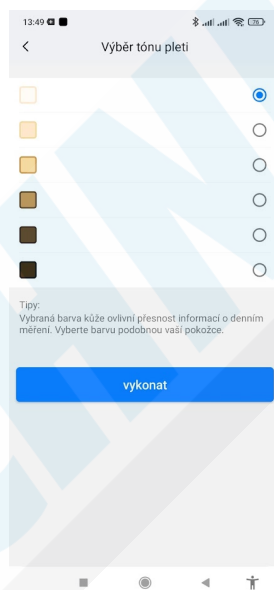 13:49
26
Výběr tónu pleti
Tipy:
Vybraná barva kůže ovlivní přesnost informací o denním
měření. Vyberte barvu podobnou vaší pokožce.
vykonat